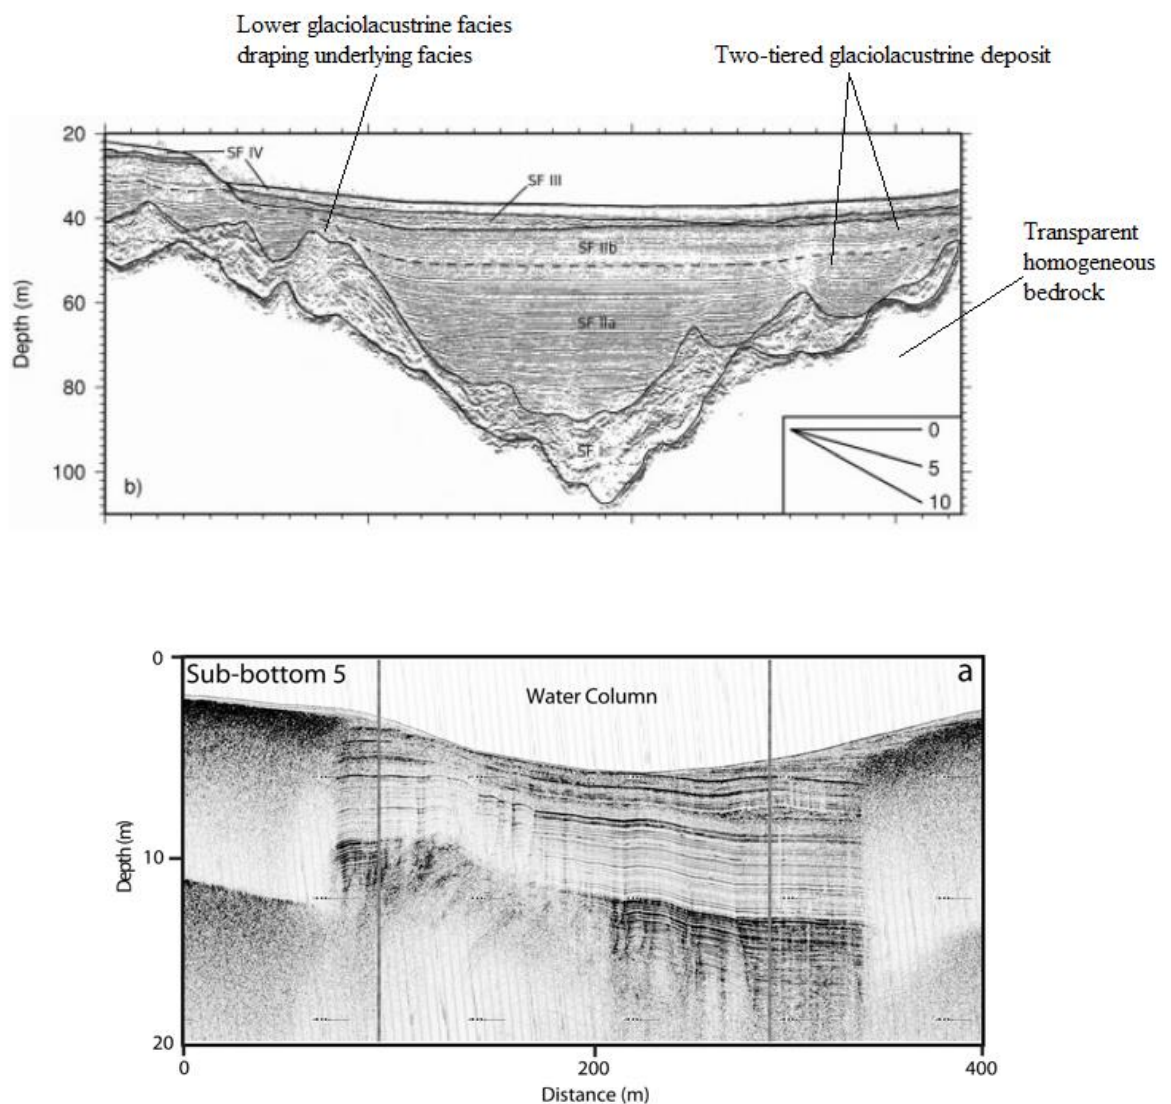 Lower glaciolacustrine facies
draping underlying facies
Two-tiered glaciolacustrine deposit
20
SF IV
SF III
40
SF IIb
Transparent
homogeneous
bedrock
Depth (m)
60
SF IIa
80
0
SF I
5
100
10
b)
0
Sub-bottom 5
a
Water Column
Depth (m)
10
20
0
200
400
Distance (m)